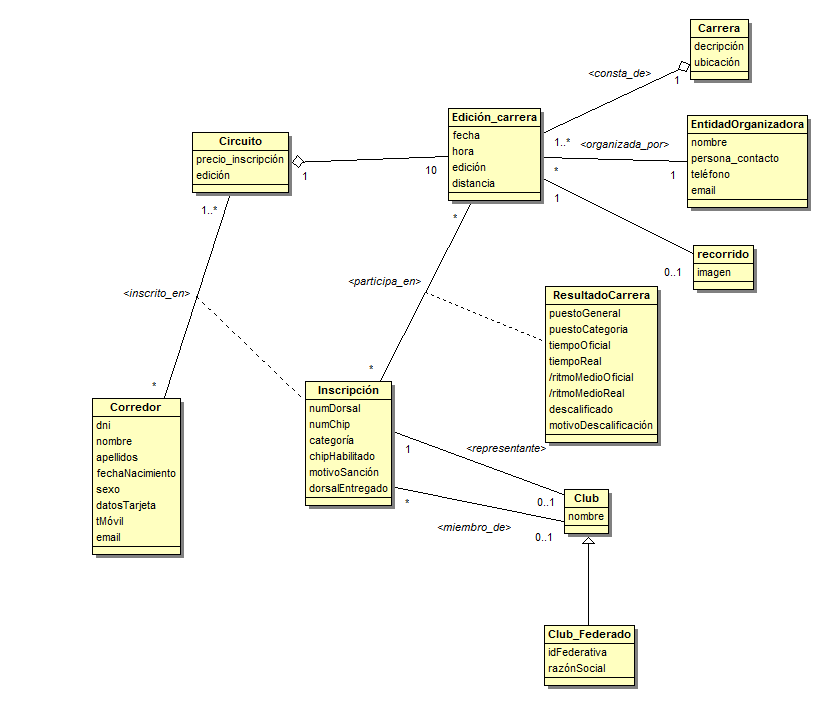 Carrera
decripción
ubicación
<consta_de>
1
1..*
Edición_carrera
fecha
hora
edición
distancia
<organizada_por>
*
1
EntidadOrganizadora
nombre
persona_contacto
teléfono
email
Circuito
precio_inscripción
edición
1
10
1
0..1
recorrido
imagen
1..*
<inscrito_en>
*
*
<participa_en>
*
ResultadoCarrera
puestoGeneral
puestoCategoria
tiempoOficial
tiempoReal
/ritmoMedioOficial
/ritmoMedioReal
descalificado
motivoDescalificación
Corredor
dni
nombre
apellidos
fechaNacimiento
sexo
datosTarjeta
tMóvil
email
Inscripción
numDorsal
numChip
categoría
chipHabilitado
motivoSanción
dorsalEntregado
1
<representante>
0..1
*
<miembro_de>
0..1
Club
nombre
Club_Federado
idFederativa
razónSocial